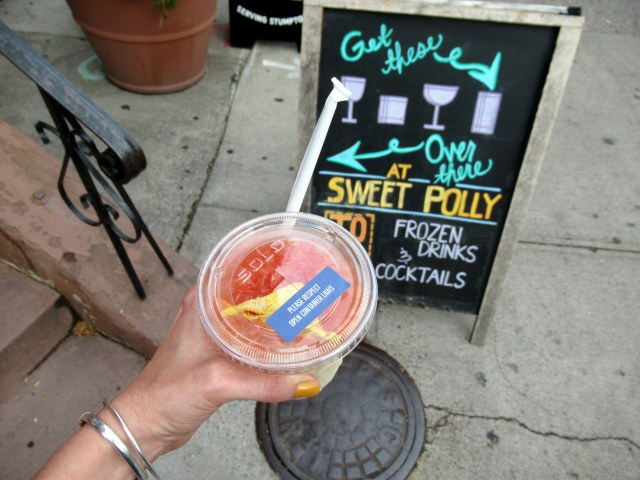 SERVING STUMPTO
Get these
Over there
AT
SWEET POLLY
[TO]
FROZEN
DRINKS
&
COCKTAILS
SOLO
PLEASE RESPECT
OPEN CONTAINER LAWS